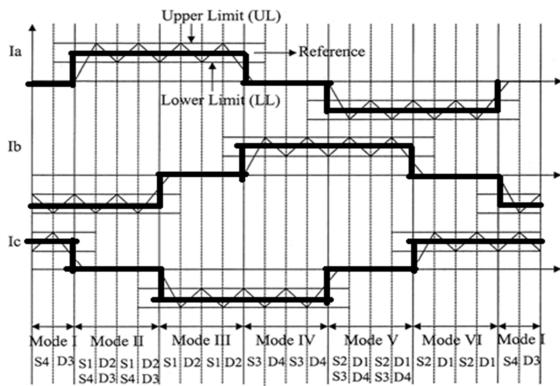 Upper Limit (UL)
Ia
Reference
Lower Limit (LL)
Ib
Ic
Mode I Mode II Mode III Mode IV Mode V Mode VI Mode I
S4 D3 S1 D2 S1 D2 S1 D2 S1 D2 S3 D4 S3 D4 S2 D1 S2 D1 S2 D1 S2 D1 S4 D3
S4 D3 S4 D3 S3 D4 S3 D4